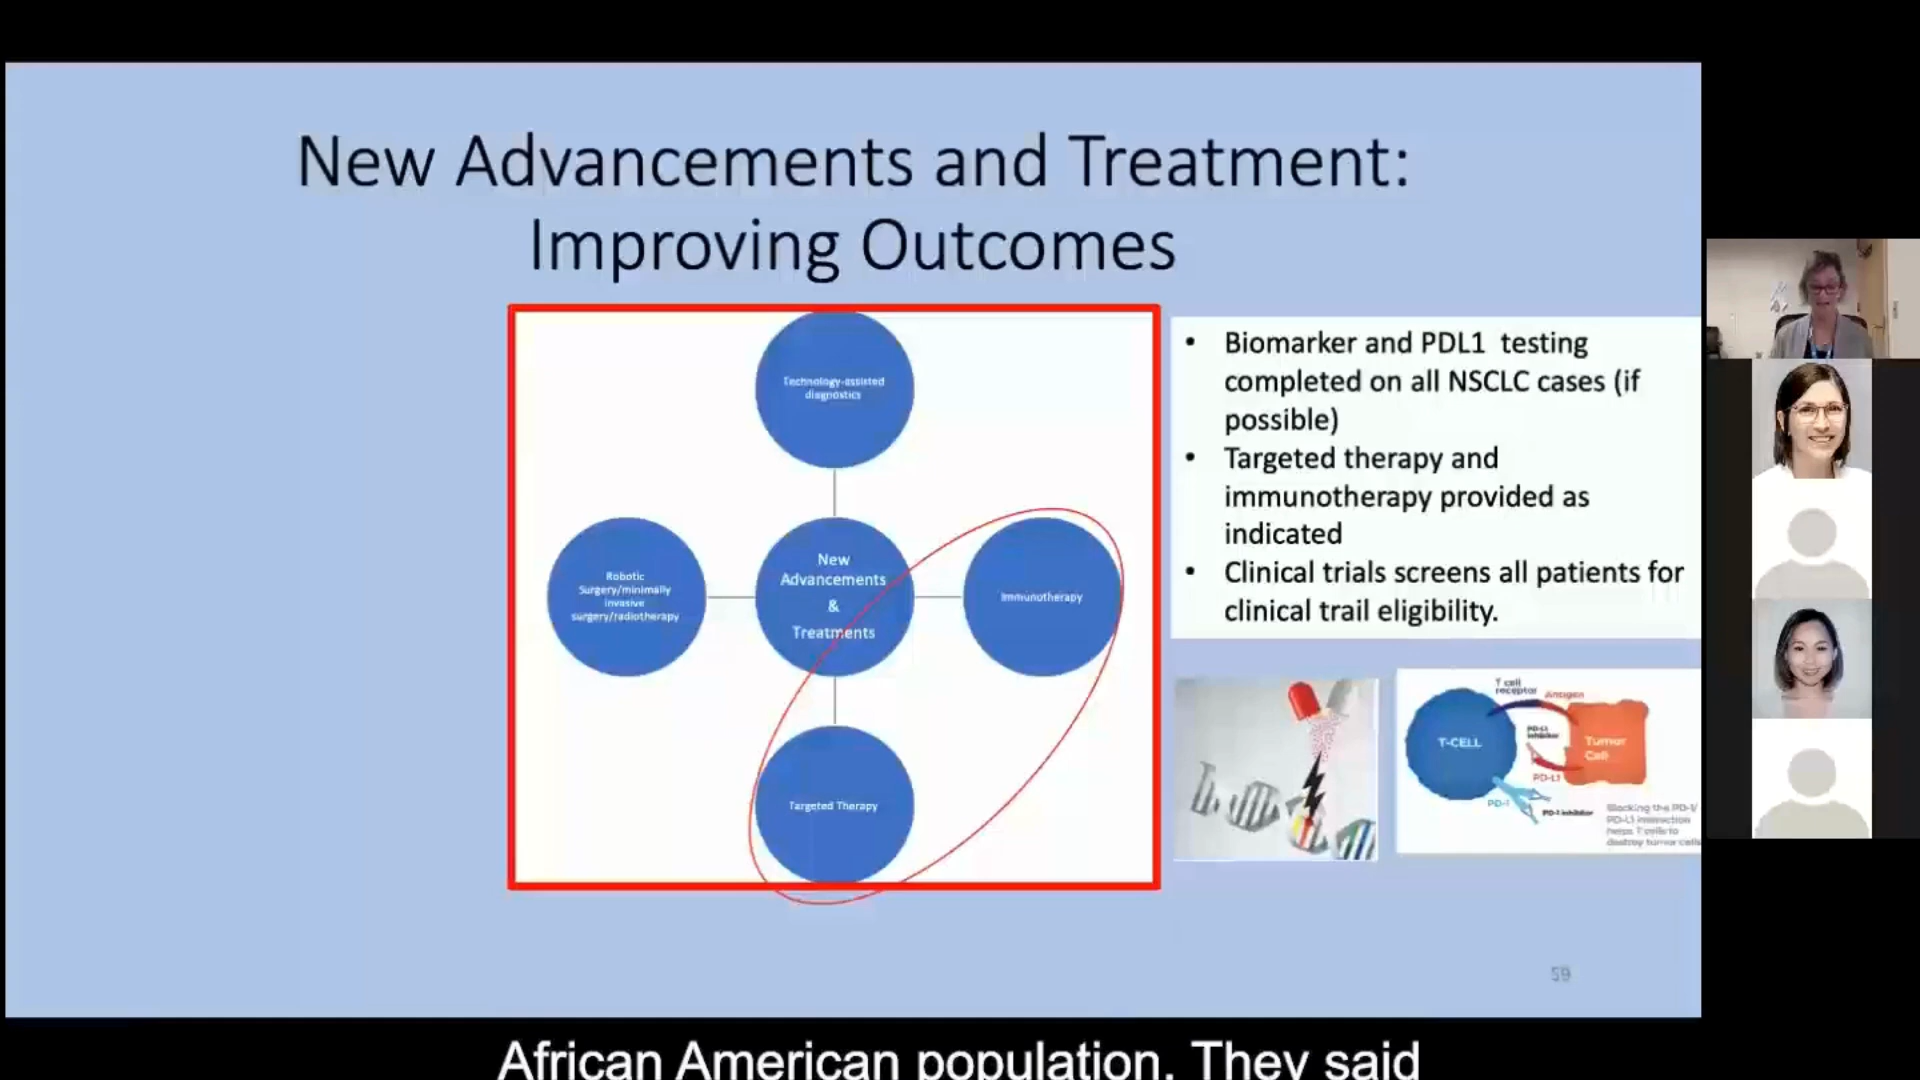 New Advancements and Treatment:
Improving Outcomes
Technology-assisted
diagnostics
Robotic
Surgery/minimally
invasive
surgery/radiotherapy
New
Advancements
&
Treatments
Immunotherapy
Targeted Therapy
• Biomarker and PDL1 testing
completed on all NSCLC cases (if
possible)
• Targeted therapy and
immunotherapy provided as
indicated
• Clinical trials screens all patients for
clinical trail eligibility.
T cell
receptor
Antigen
T-CELL
PD-L1
inhibitor
Tumor
Cell
PD-L1
PD-1
PD-1 inhibitor
Blocking the PD-1/
PD-L1 interaction
helps T cells to
destroy tumor cells
59
African American population. They said